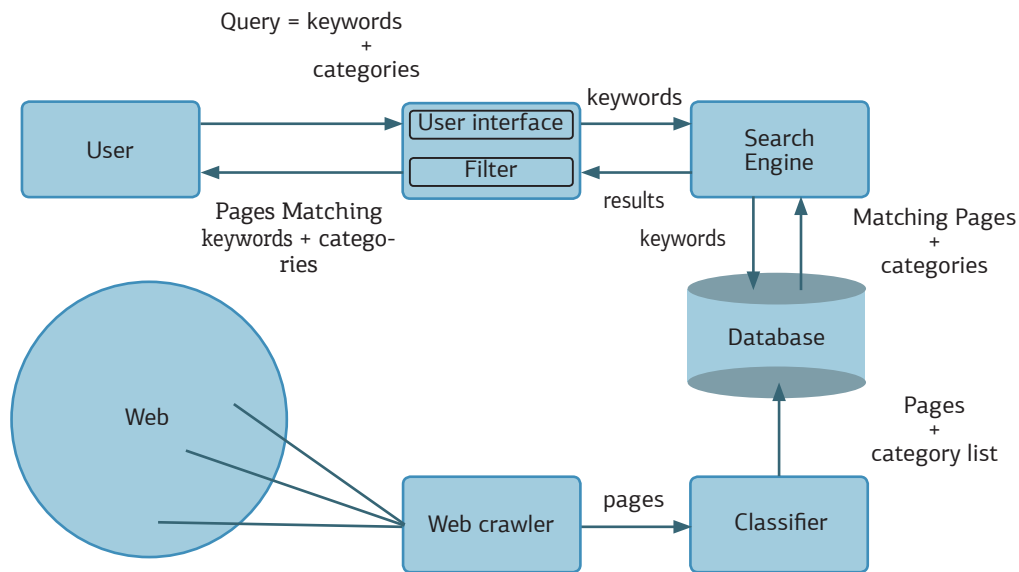 Query = keywords
+
categories
User
User interface
Filter
keywords
results
Search
Engine
Pages Matching
keywords + catego-
ries
keywords
Matching Pages
+
categories
Database
Web
Pages
+
category list
Web crawler
pages
Classifier